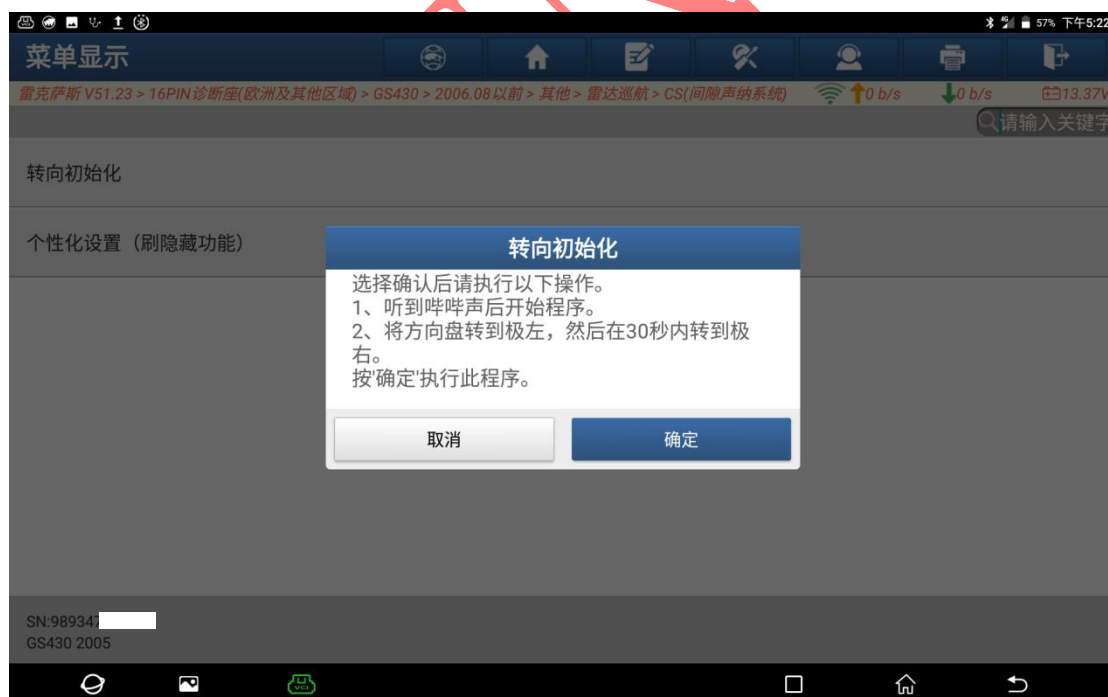 57% 下午5:22
菜单显示
雷克萨斯 V51.23 > 16PIN诊断座(欧洲及其他区域) > GS430 > 2006.08以前 > 其他 > 雷达巡航 > CS(间隙声纳系统) 0 b/s 0 b/s 13.37V
请输入关键字
转向初始化
个性化设置（刷隐藏功能）
转向初始化
选择确认后请执行以下操作。
1、听到哔哔声后开始程序。
2、将方向盘转到极左，然后在30秒内转到极
右。
按'确定'执行此程序。
取消 确定
SN:989347
GS430 2005
VCI